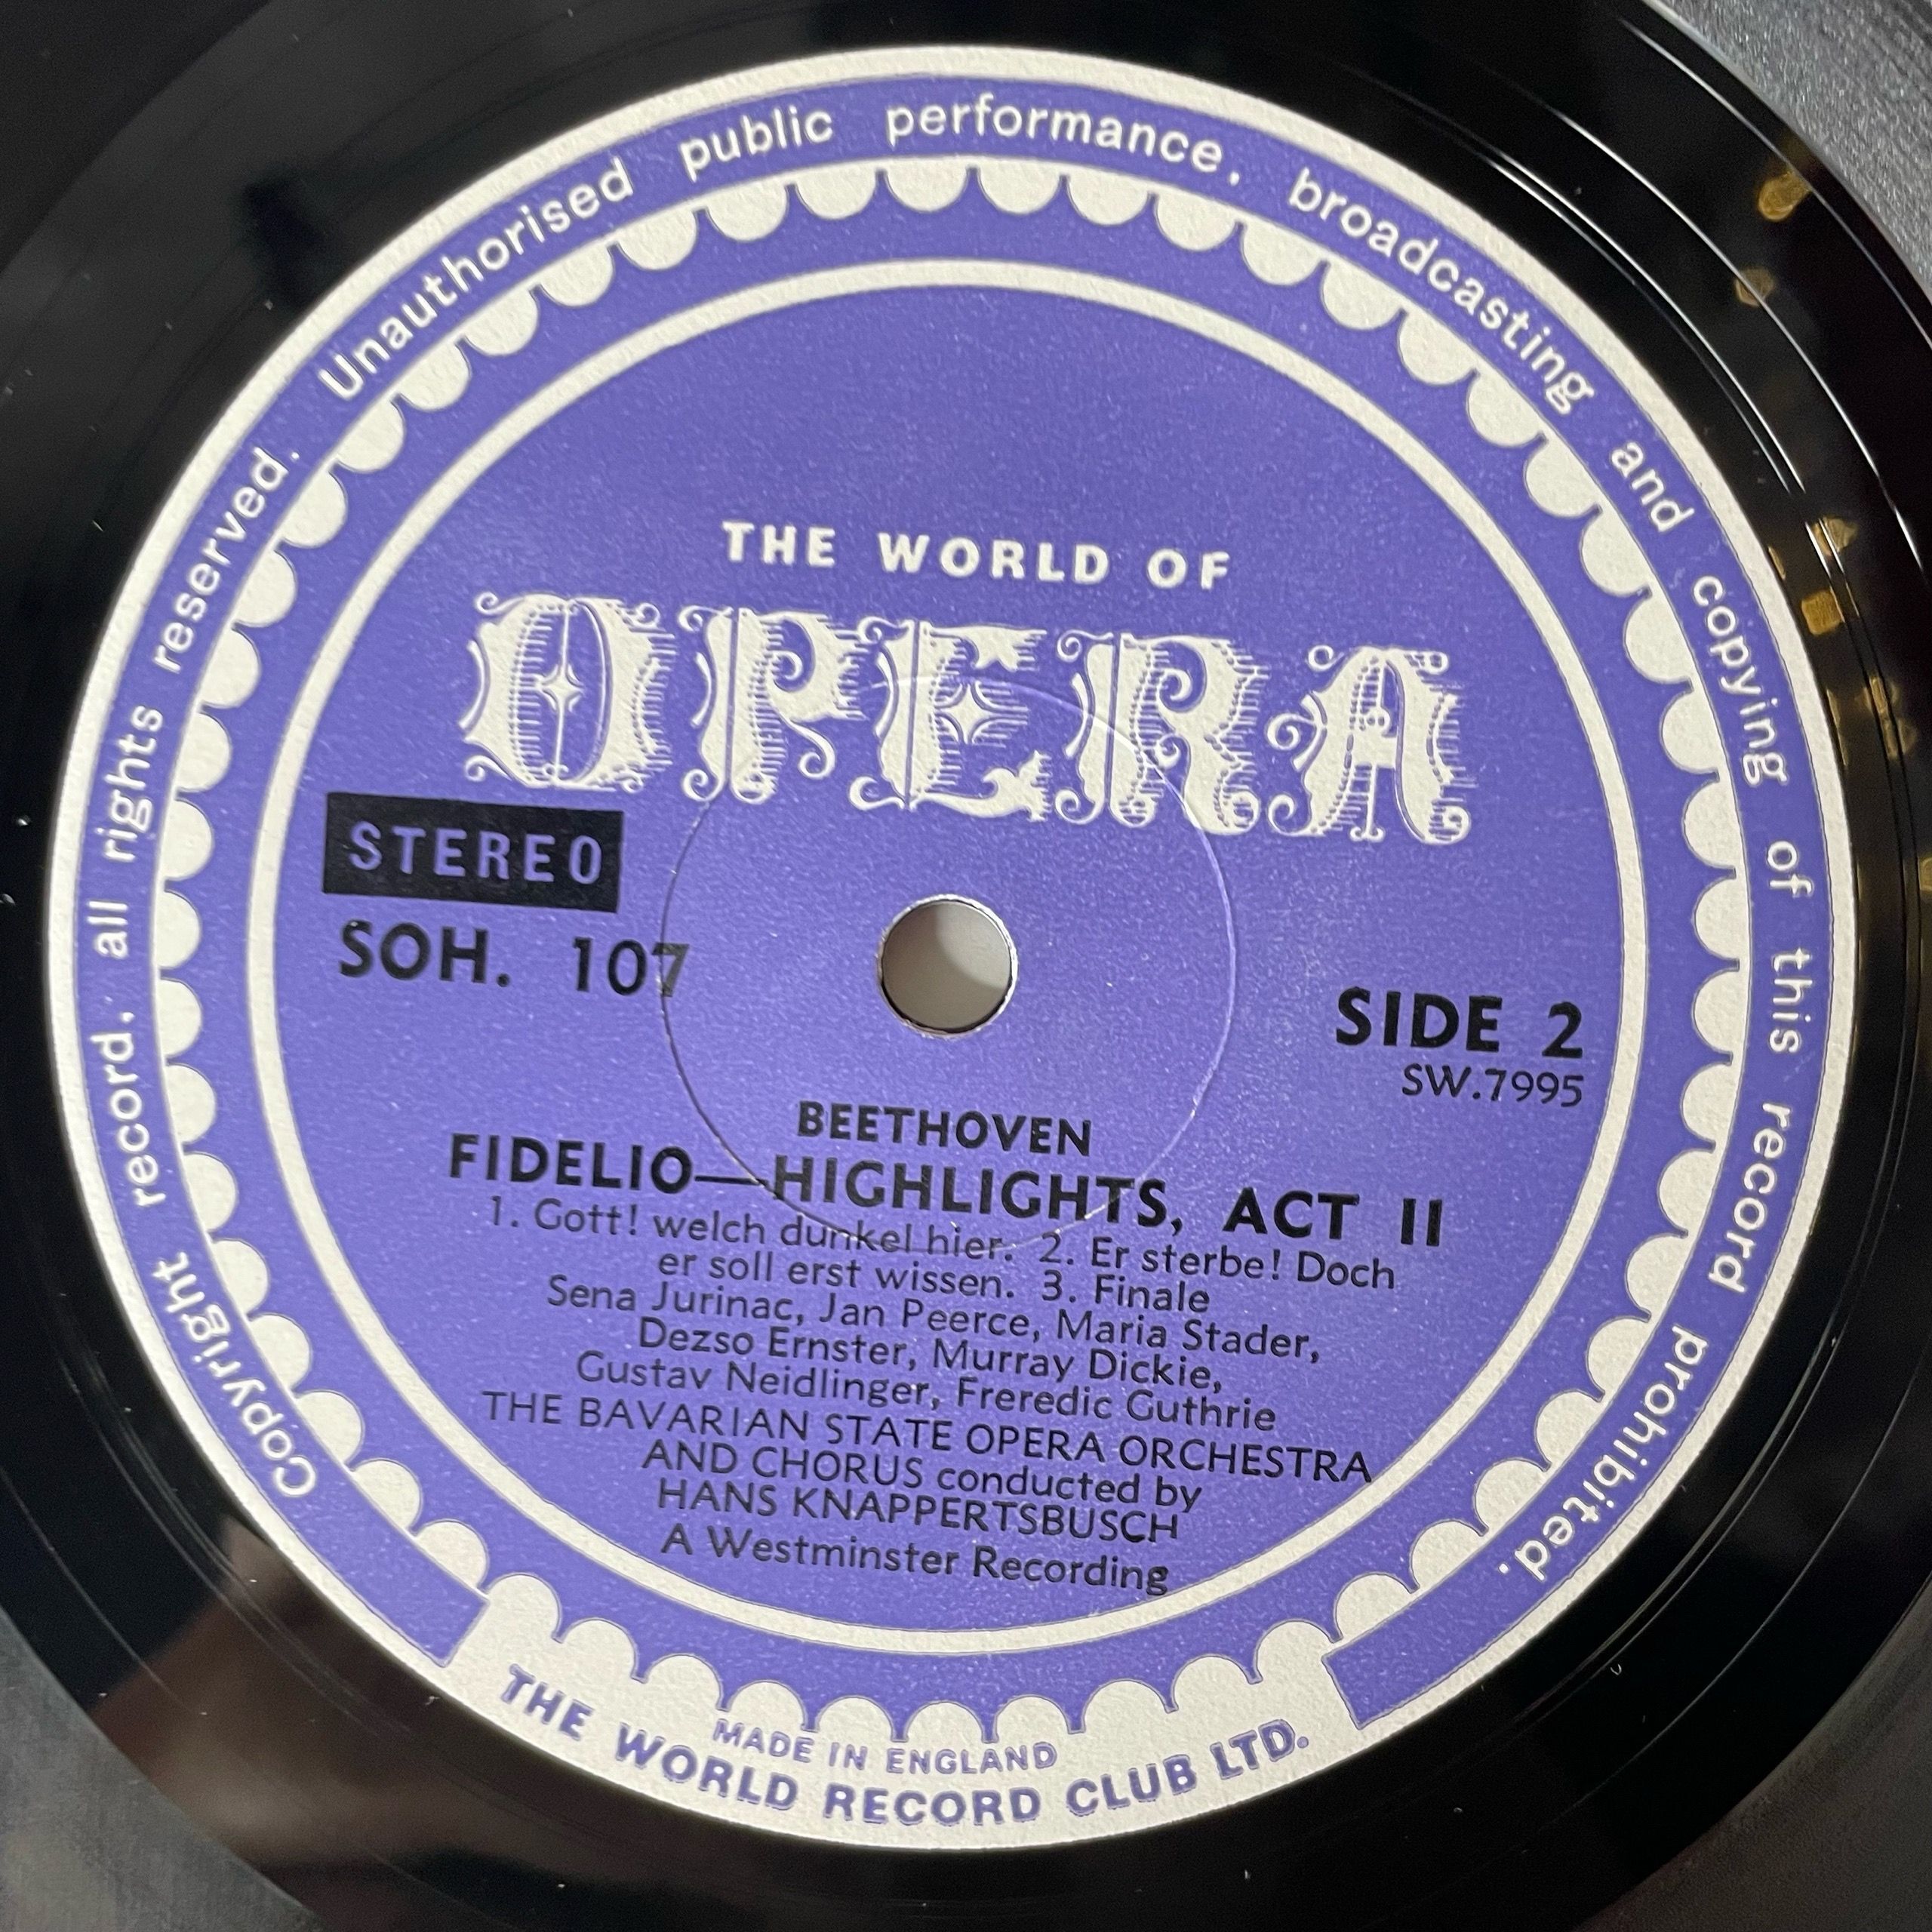 Copyright record, all rights reserved. Unauthorised public performance, broadcasting and copying of this record prohibited.
THE WORLD OF
OPERA
STEREO
SOH. 107
SIDE 2
SW.7995
BEETHOVEN
FIDELIO—HIGHLIGHTS, ACT II
1. Gott! welch dunkel hier. 2. Er sterbe! Doch
er soll erst wissen. 3. Finale
Sena Jurinac, Jan Peerce, Maria Stader,
Dezso Ernster, Murray Dickie,
Gustav Neidlinger, Freredic Guthrie
THE BAVARIAN STATE OPERA ORCHESTRA
AND CHORUS conducted by
HANS KNAPPERTSBUSCH
A Westminster Recording
MADE IN ENGLAND
THE WORLD RECORD CLUB LTD.